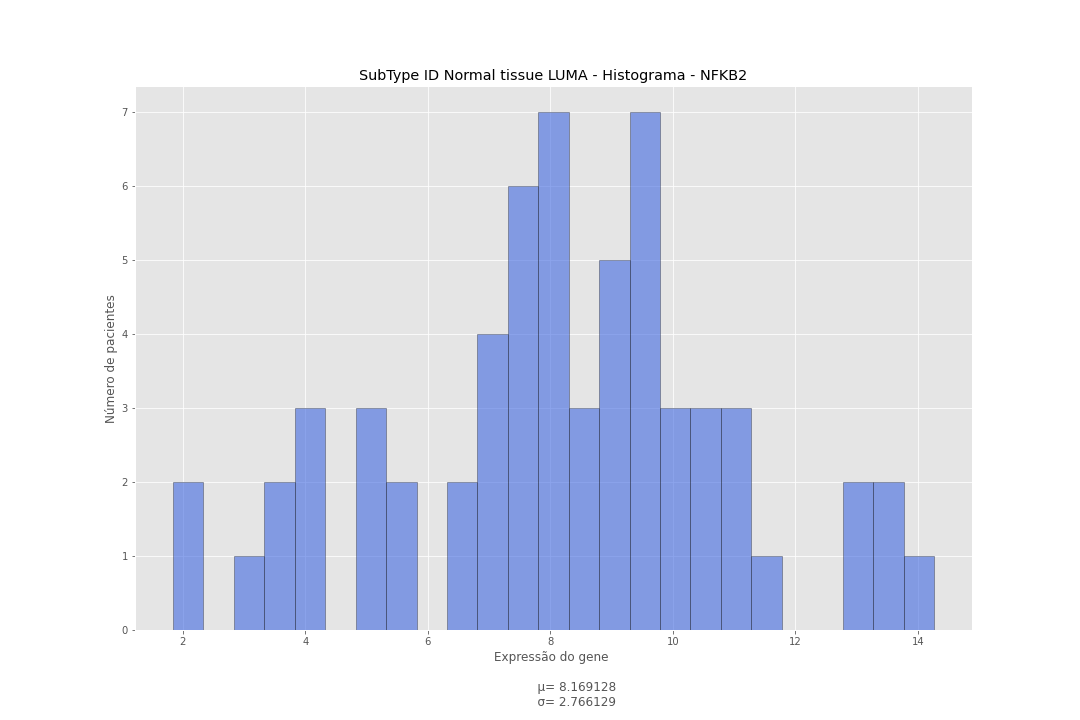 SubType ID Normal tissue LUMA - Histograma - NFKB2
7
6
5
4
3
2
1
0
Número de pacientes
2 4 6 8 10 12 14
Expressão do gene
μ= 8.169128
σ= 2.766129